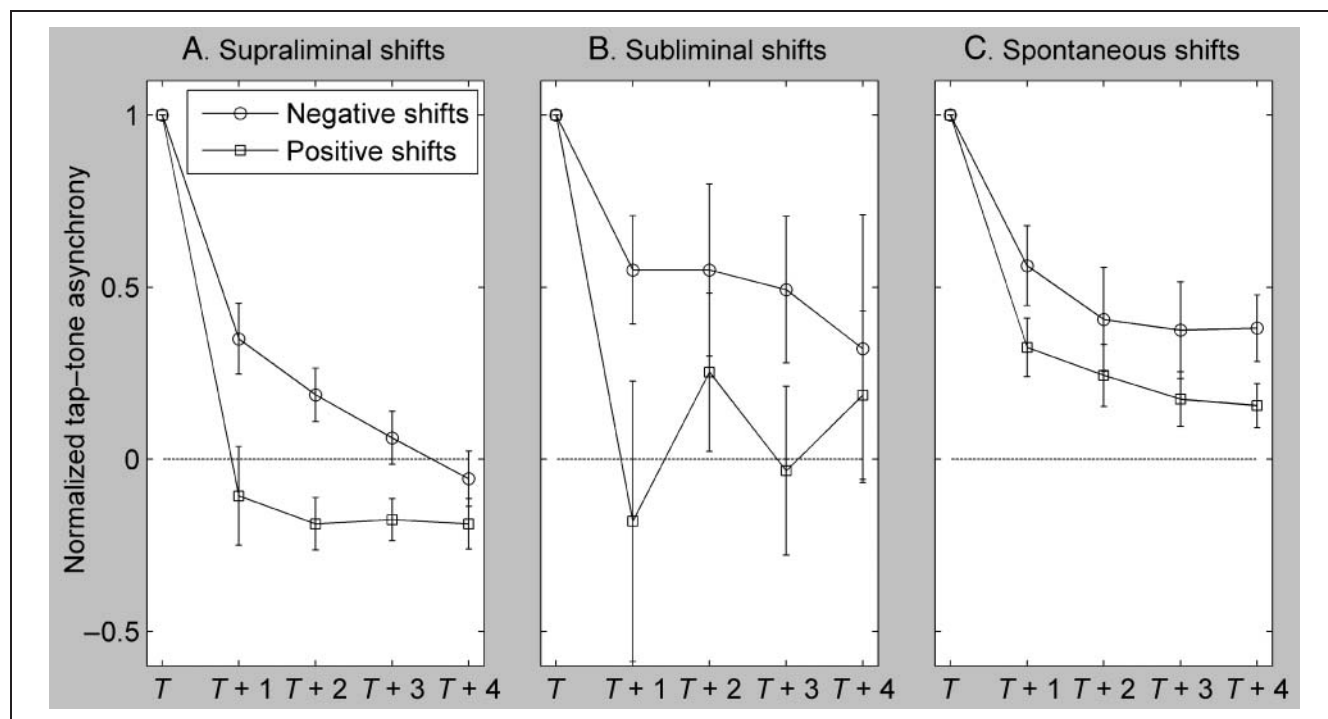 A. Supraliminal shifts
B. Subliminal shifts
C. Spontaneous shifts
Negative shifts
Positive shifts
Normalized tap–tone asynchrony
1
0.5
0
–0.5
T T + 1 T + 2 T + 3 T + 4
T T + 1 T + 2 T + 3 T + 4
T T + 1 T + 2 T + 3 T + 4